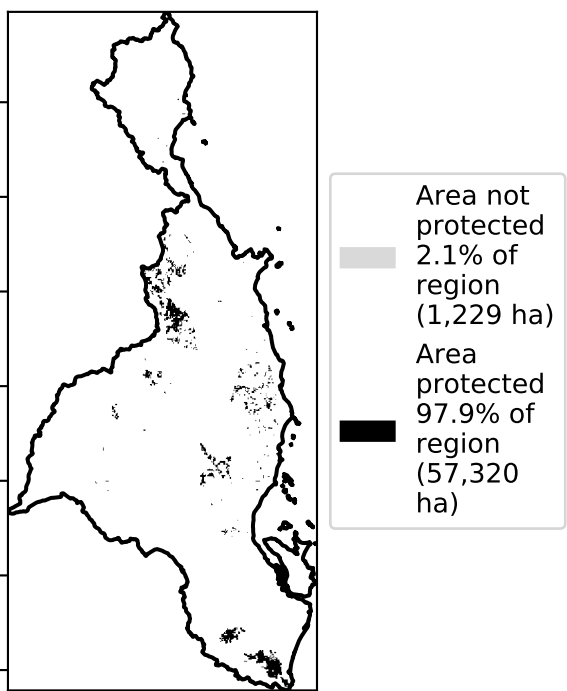 Area not
protected
2.1% of
region
(1,229 ha)
Area
protected
97.9% of
region
(57,320
ha)